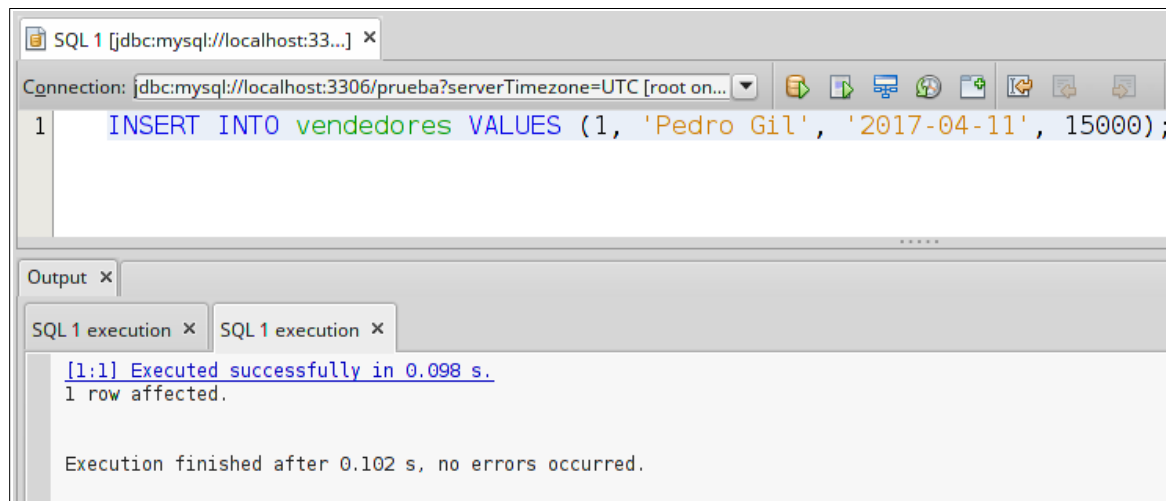 SQL 1 [jdbc:mysql://localhost:33...]
Connection: jdbc:mysql://localhost:3306/prueba?serverTimezone=UTC [root on...
1 INSERT INTO vendedores VALUES (1, 'Pedro Gil', '2017-04-11', 15000);
Output
SQL 1 execution SQL 1 execution
[1:1] Executed successfully in 0.098 s.
1 row affected.
Execution finished after 0.102 s, no errors occurred.